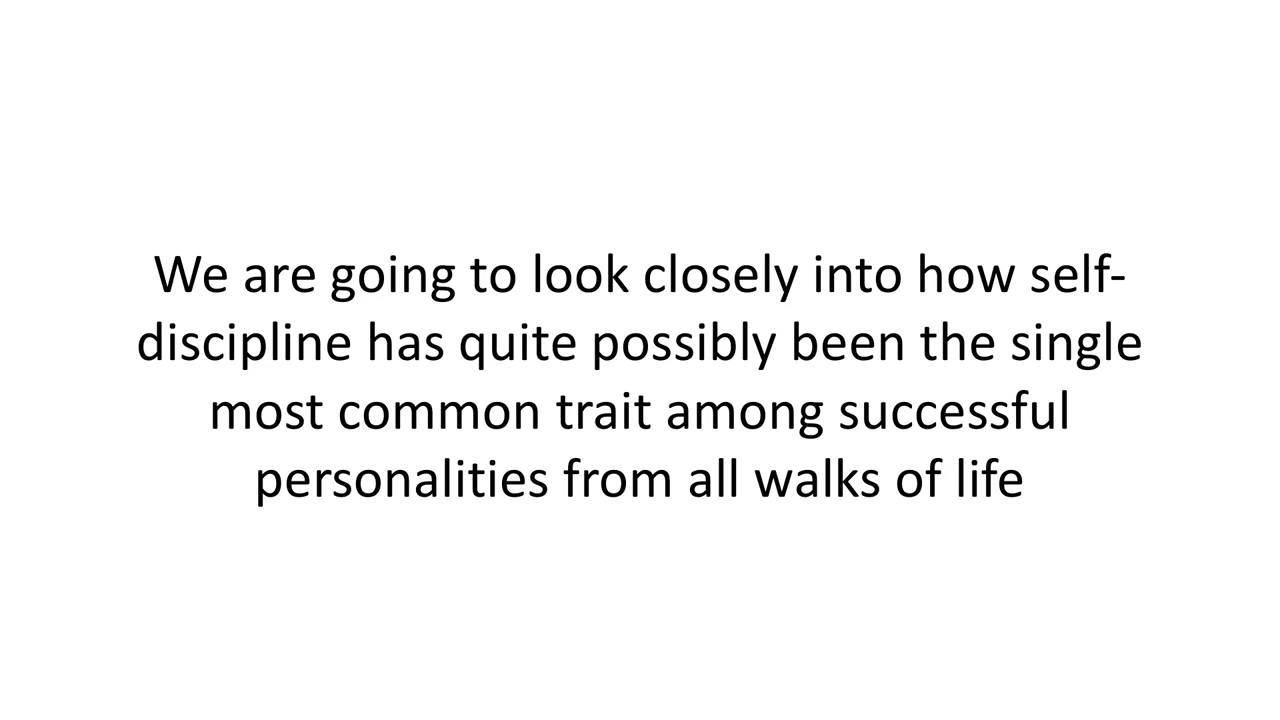 We are going to look closely into how self-
discipline has quite possibly been the single
most common trait among successful
personalities from all walks of life